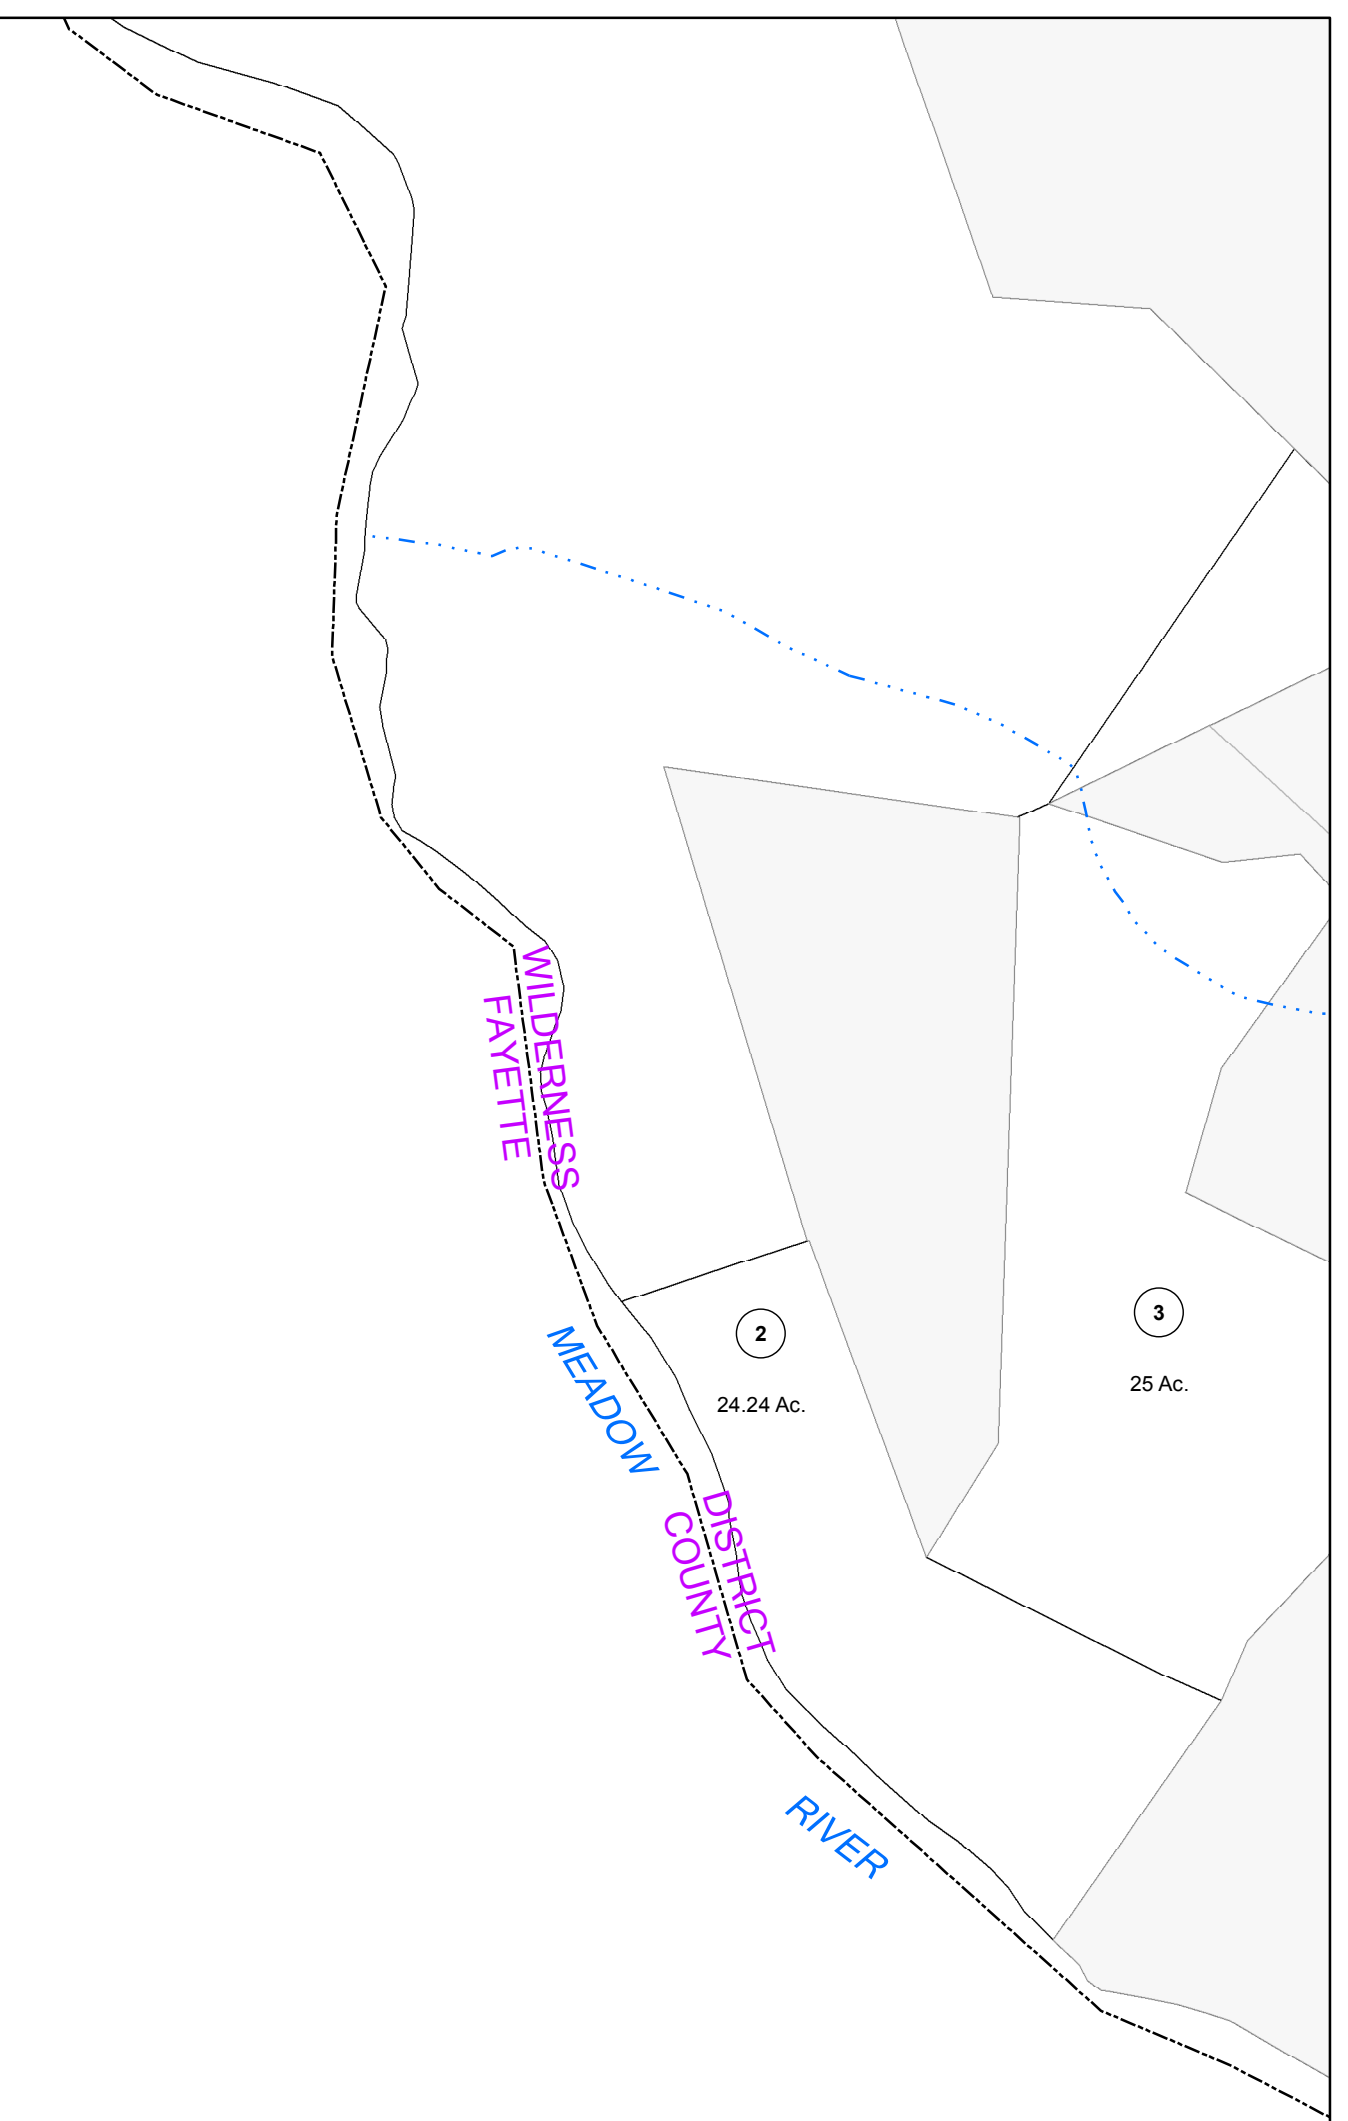 WILDERNESS
FAYETTE
2
24.24 Ac.
3
25 Ac.
MEADOW
DISTRICT
COUNTY
RIVER